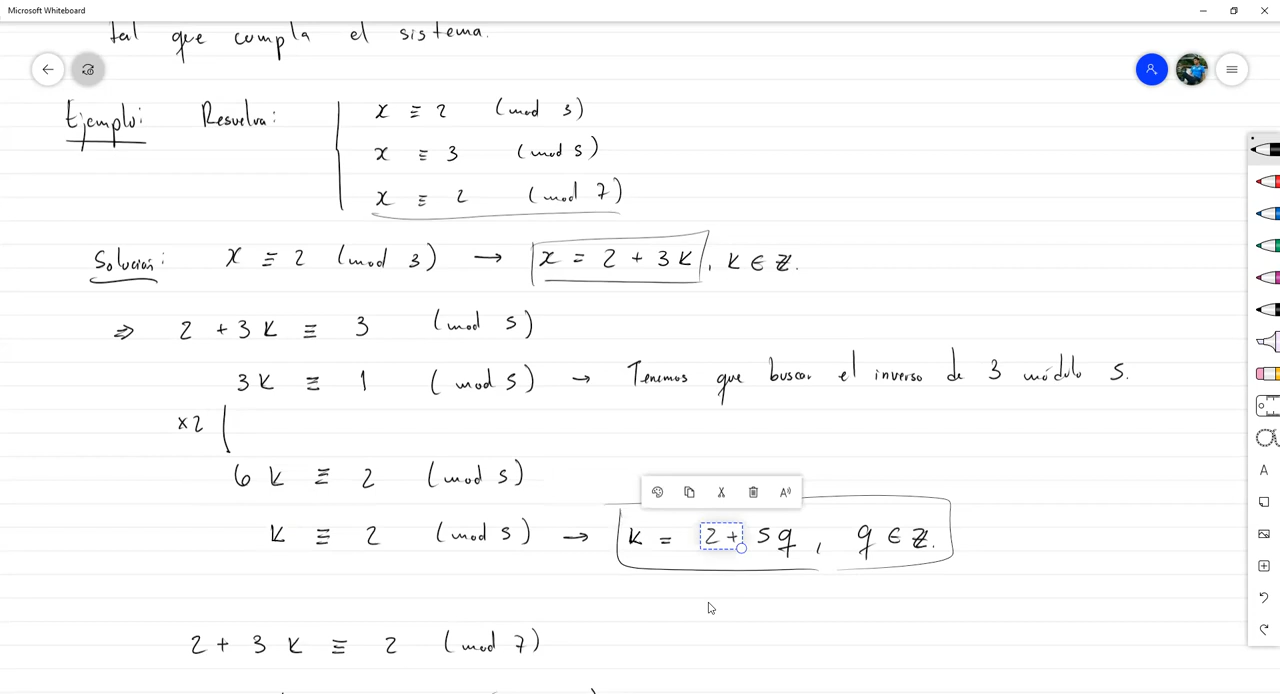 Microsoft Whiteboard
tal que cumpla el sistema.
Ejemplo: Resuelva:
x ≡ 2 (mod 3)
x ≡ 3 (mod 5)
x ≡ 2 (mod 7)
Solución: x ≡ 2 (mod 3) → x = 2 + 3K, K ∈ ℤ.
⇒ 2 + 3K ≡ 3 (mod 5)
3K ≡ 1 (mod 5) → Tenemos que buscar el inverso de 3 módulo 5.
×2
6K ≡ 2 (mod 5)
K ≡ 2 (mod 5) → K = 2 + 5q, q ∈ ℤ.
2 + 3K ≡ 2 (mod 7)